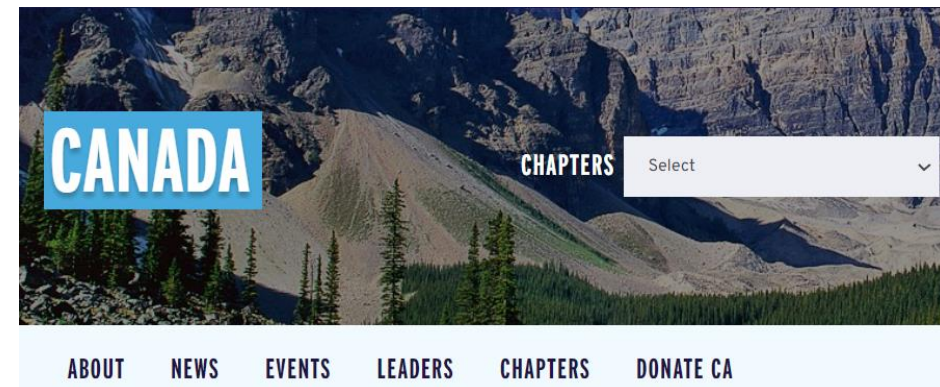 CANADA
CHAPTERS Select
ABOUT NEWS EVENTS LEADERS CHAPTERS DONATE CA